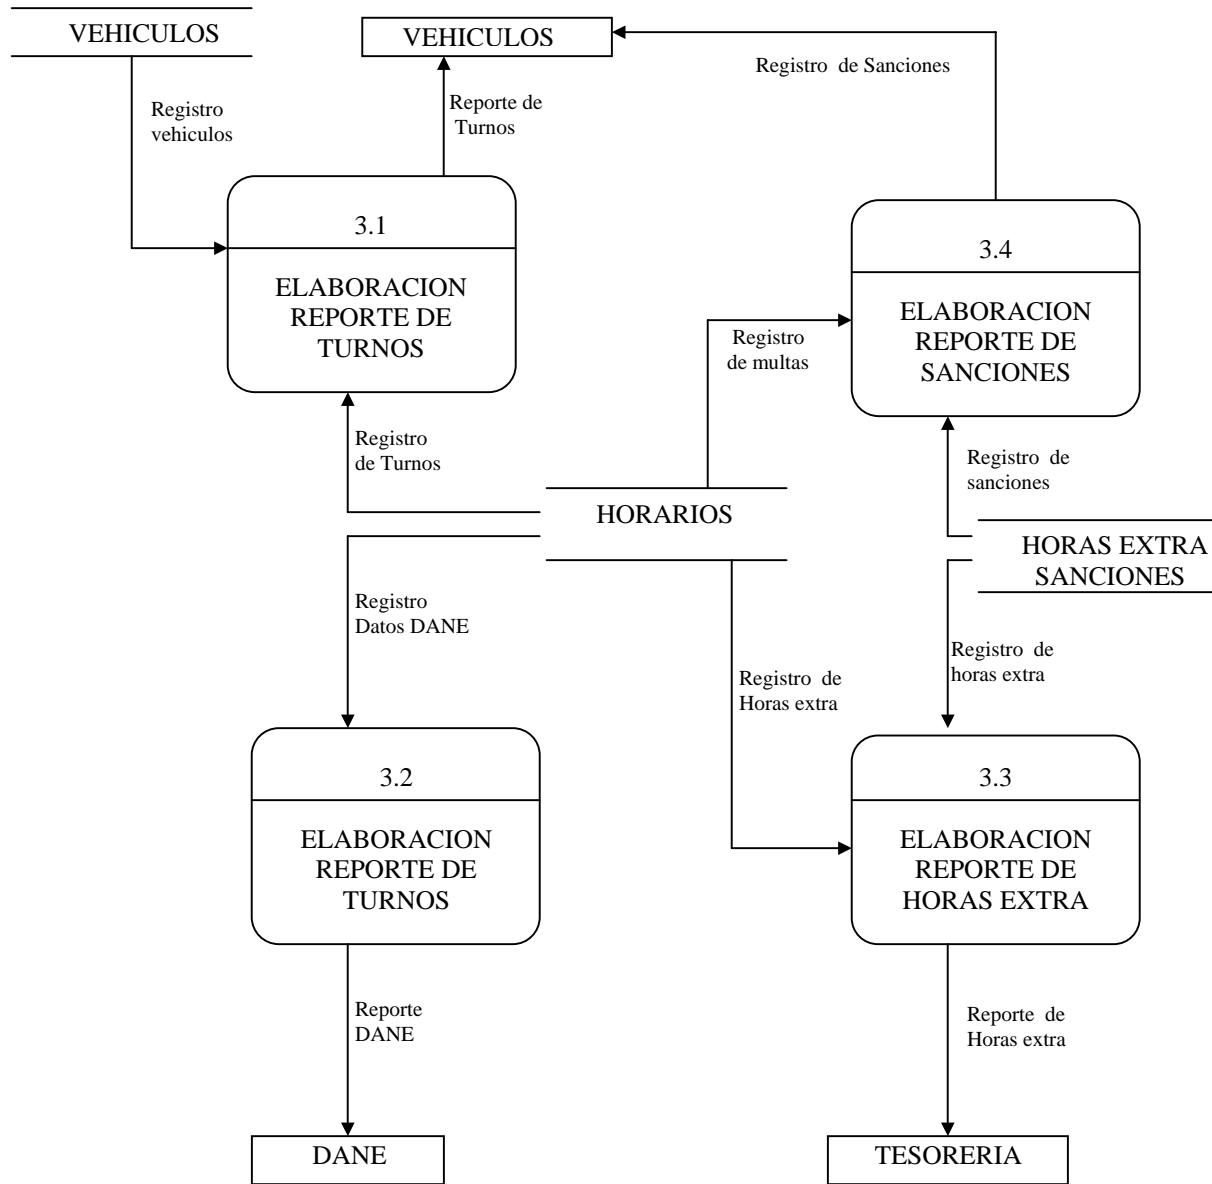 VEHICULOS
VEHICULOS
Registro de Sanciones
Registro
vehiculos
Reporte de
Turnos
3.1
ELABORACION
REPORTE DE
TURNOS
3.4
ELABORACION
REPORTE DE
SANCIONES
Registro
de multas
Registro
de Turnos
Registro de
sanciones
HORARIOS
HORAS EXTRA
SANCIONES
Registro
Datos DANE
Registro de
horas extra
Registro de
Horas extra
3.2
ELABORACION
REPORTE DE
TURNOS
3.3
ELABORACION
REPORTE DE
HORAS EXTRA
Reporte
DANE
Reporte de
Horas extra
DANE
TESORERIA